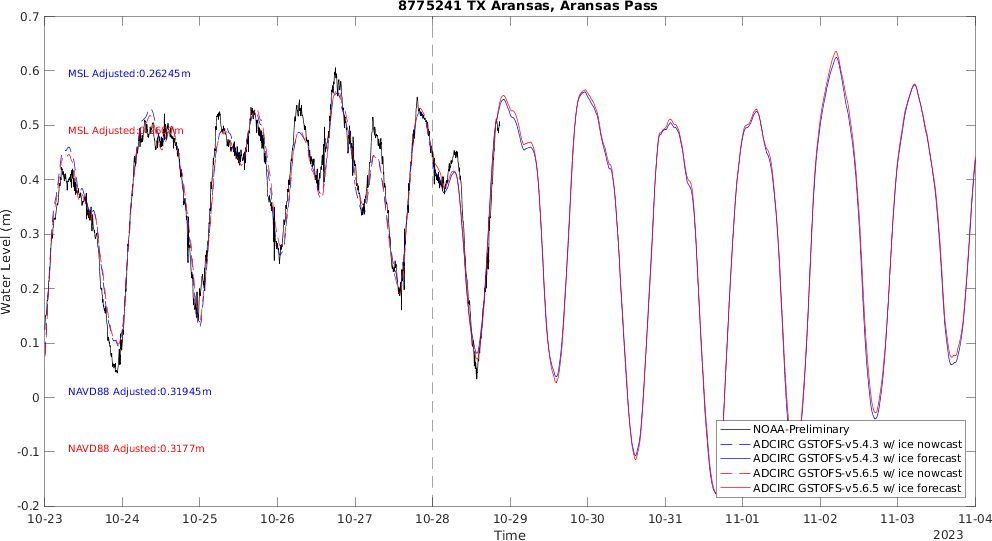 8775241 TX Aransas, Aransas Pass
Water Level (m)
0.7
0.6
0.5
0.4
0.3
0.2
0.1
0
-0.1
-0.2
MSL Adjusted:0.26245m
MSL
NAVD88 Adjusted:0.31945m
NAVD88 Adjusted:0.3177m
NOAA-Preliminary
ADCIRC GSTOFS-v5.4.3 w/ ice nowcast
ADCIRC GSTOFS-v5.4.3 w/ ice forecast
ADCIRC GSTOFS-v5.6.5 w/ ice nowcast
ADCIRC GSTOFS-v5.6.5 w/ ice forecast
10-23 10-24 10-25 10-26 10-27 10-28 10-29 10-30 10-31 11-01 11-02 11-03 11-04
Time
2023